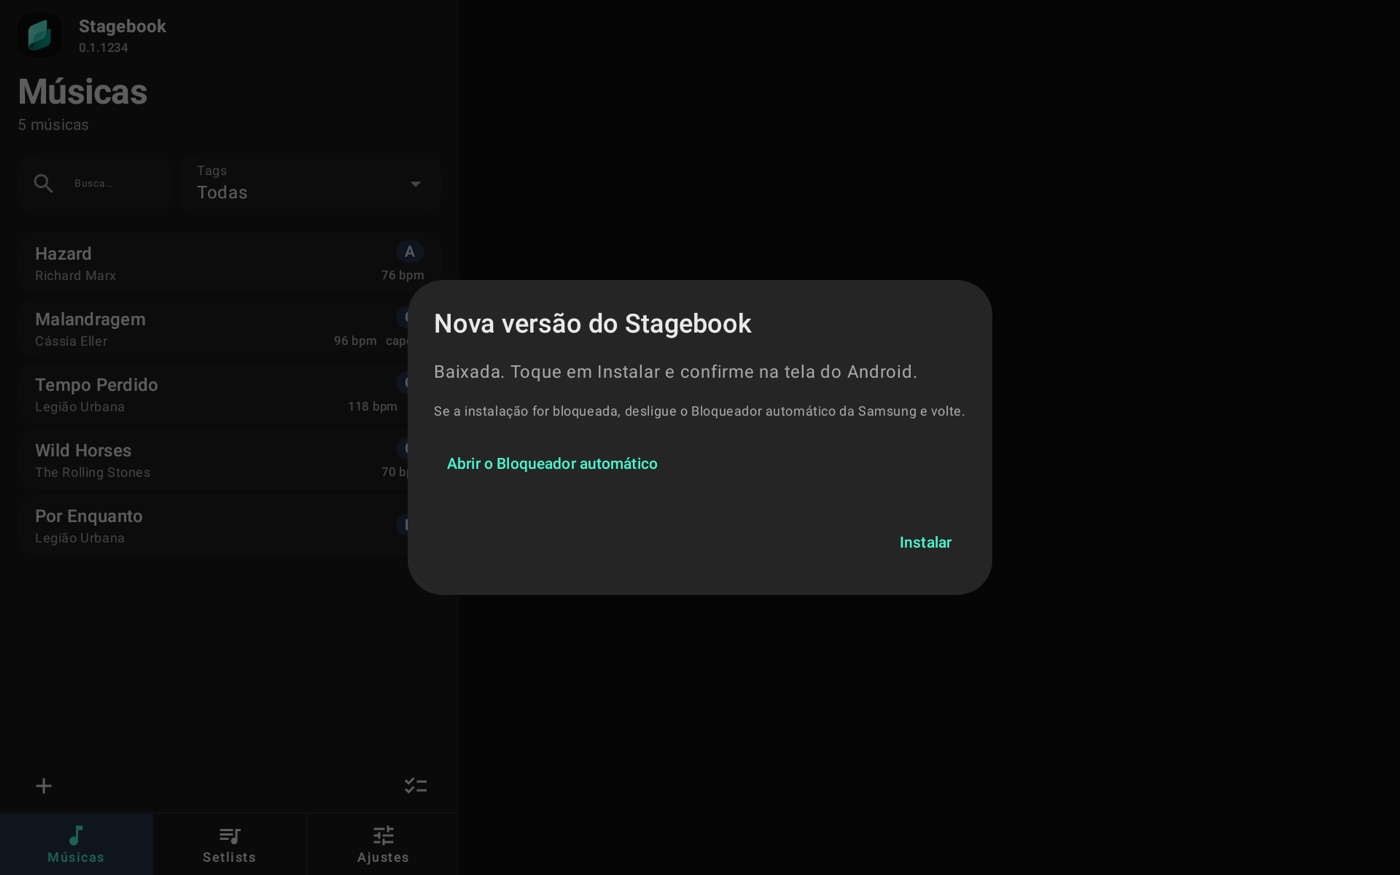 Stagebook
0.1.1234
Músicas
5 músicas
Busca...
Tags
Todas
Hazard
A
Richard Marx
76 bpm
Malandragem
Cássia Eller
96 bpm
Tempo Perdido
Legião Urbana
118 bpm
Wild Horses
The Rolling Stones
70
Por Enquanto
Legião Urbana
Nova versão do Stagebook
Baixada. Toque em Instalar e confirme na tela do Android.
Se a instalação for bloqueada, desligue o Bloqueador automático da Samsung e volte.
Abrir o Bloqueador automático
Instalar
Músicas
Setlists
Ajustes